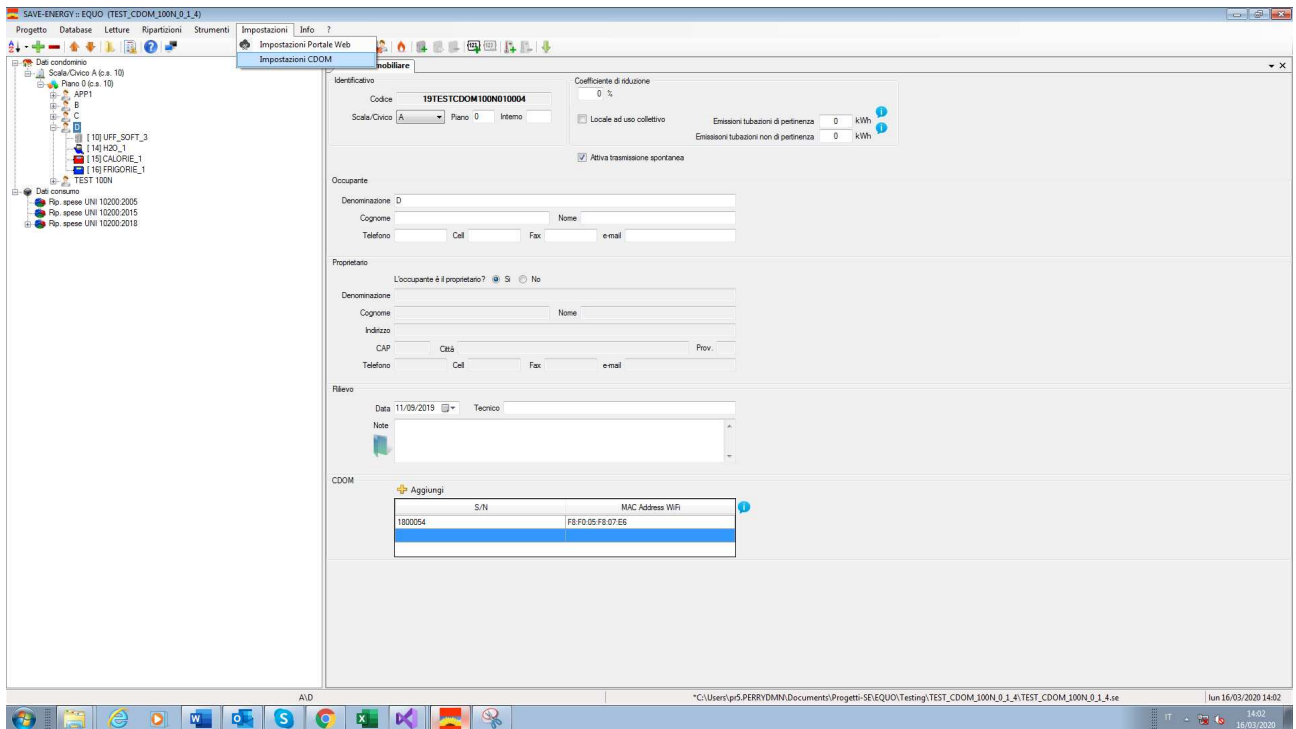 SAVE-ENERGY :: EQUO (TEST_CDOM_100N_0_1_4)
Progetto Database Letture Ripartizioni Strumenti Impostazioni Info ?
Impostazioni Portale Web
Impostazioni CDOM
Dati condominio
Scala/Civico A (c.s. 10)
Piano 0 (c.s. 10)
APP1
B
C
D
[ 10] UFF_SOFT_3
[ 14] H2O_1
[ 15] CALORIE_1
[ 16] FRIGORIE_1
TEST 100N
Dati consumo
Rip. spese UNI 10200:2005
Rip. spese UNI 10200:2015
Rip. spese UNI 10200:2018
mobiliare
Identificativo
Codice 19TESTCDOM100N010004
Scala/Civico A Piano 0 Interno
Coefficiente di riduzione
0 %
Locale ad uso collettivo
Emissioni tubazioni di pertinenza 0 kWh
Emissioni tubazioni non di pertinenza 0 kWh
Attiva trasmissione spontanea
Occupante
Denominazione D
Cognome Nome
Telefono Cell Fax e-mail
Proprietario
L'occupante è il proprietario? Si No
Denominazione
Cognome Nome
Indirizzo
CAP Città Prov.
Telefono Cell Fax e-mail
Rilievo
Data 11/09/2019 Tecnico
Note
CDOM
Aggiungi
S/N MAC Address WiFi
1800054 F8:F0:05:F8:07:E6
A\D *C:\Users\pr5.PERRYDMN\Documents\Progetti-SE\EQUO\Testing\TEST_CDOM_100N_0_1_4\TEST_CDOM_100N_0_1_4.se lun 16/03/2020 14:02
IT 14:02
16/03/2020